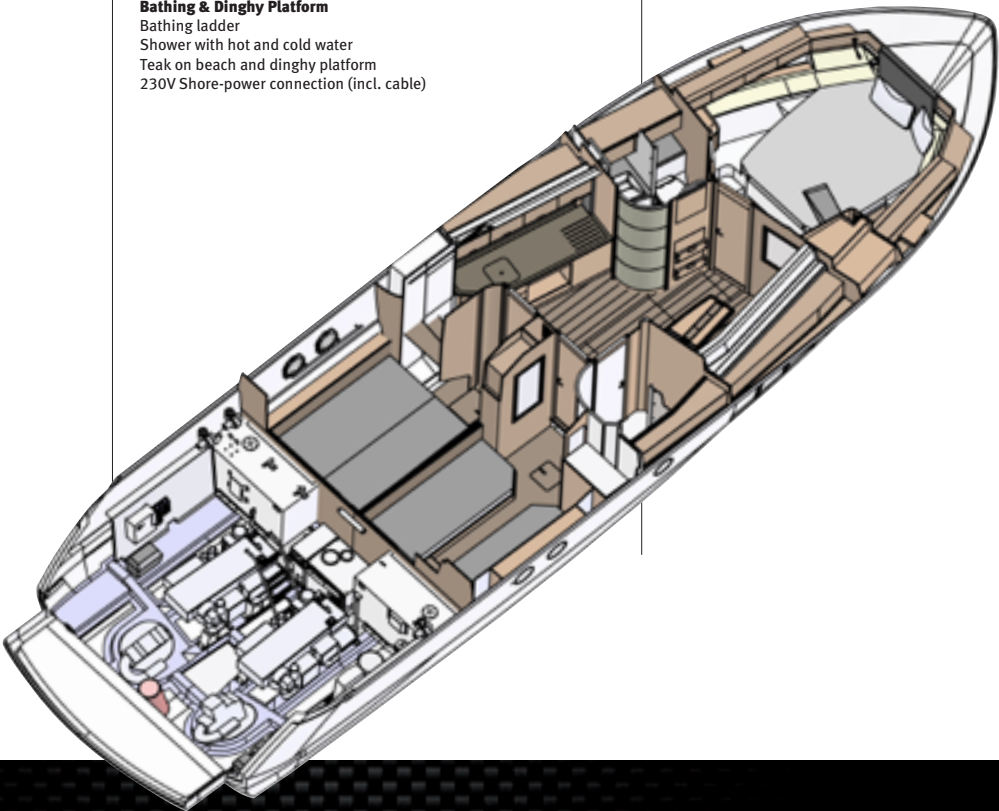 Bathing & Dinghy Platform
Bathing ladder
Shower with hot and cold water
Teak on beach and dinghy platform
230V Shore-power connection (incl. cable)